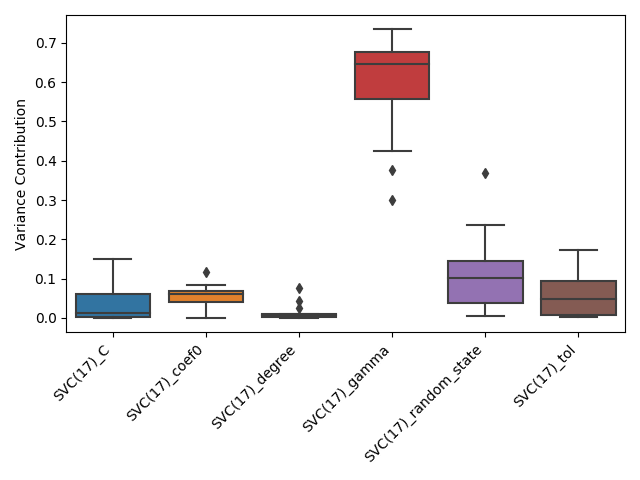 Variance Contribution
0.7
0.6
0.5
0.4
0.3
0.2
0.1
0.0
SVC(17)_C
SVC(17)_coef0
SVC(17)_degree
SVC(17)_gamma
SVC(17)_random_state
SVC(17)_tol